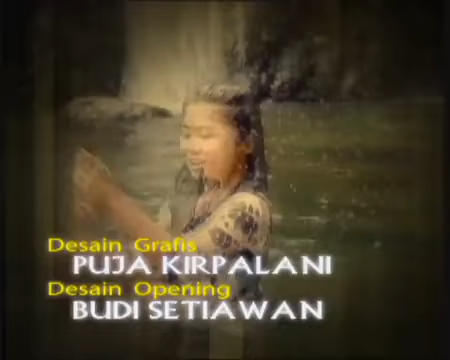 Desain Grafis
PUJA KIRPALANI
Desain Opening
BUDI SETIAWAN